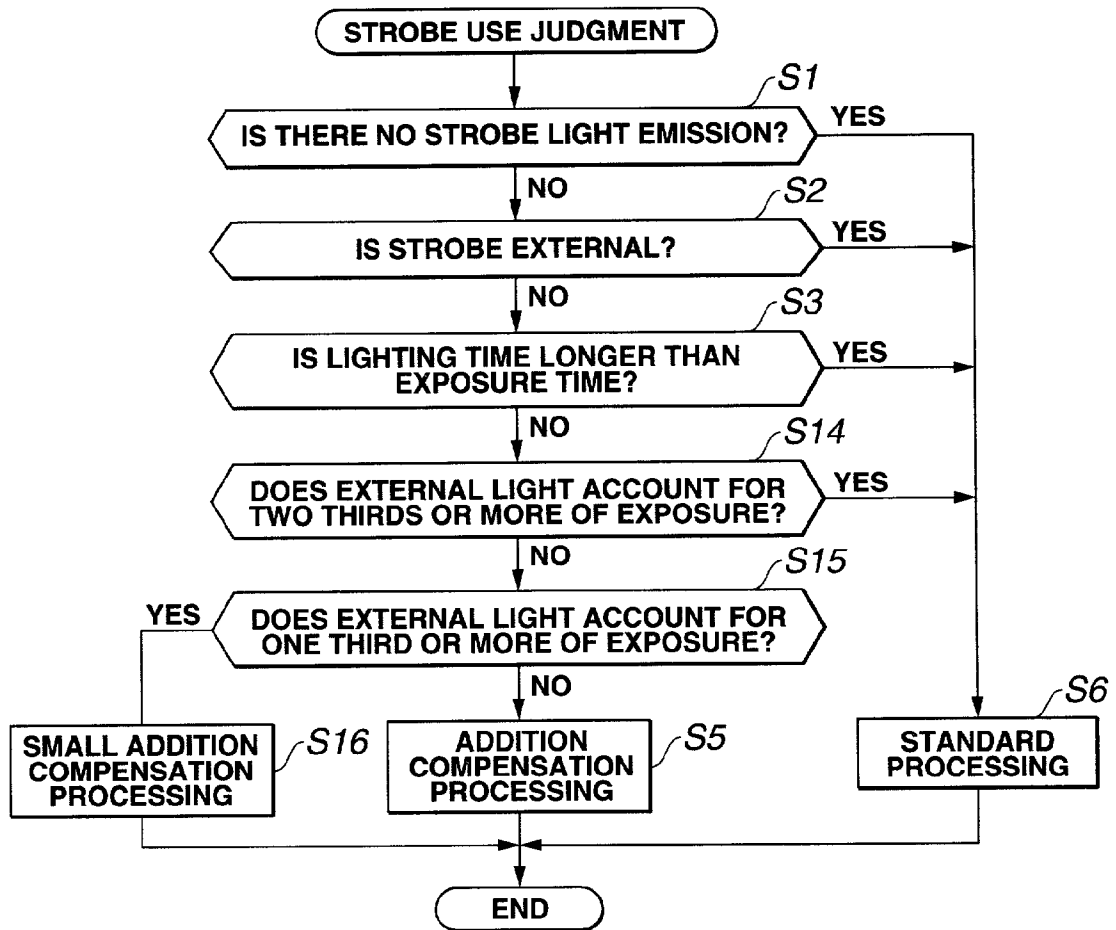 STROBE USE JUDGMENT
S1
IS THERE NO STROBE LIGHT EMISSION?
YES
NO
S2
IS STROBE EXTERNAL?
YES
NO
S3
IS LIGHTING TIME LONGER THAN
EXPOSURE TIME?
YES
NO
S14
DOES EXTERNAL LIGHT ACCOUNT FOR
TWO THIRDS OR MORE OF EXPOSURE?
YES
NO
S15
YES
DOES EXTERNAL LIGHT ACCOUNT FOR
ONE THIRD OR MORE OF EXPOSURE?
NO
SMALL ADDITION
COMPENSATION
PROCESSING
S16
ADDITION
COMPENSATION
PROCESSING
S5
STANDARD
PROCESSING
S6
END